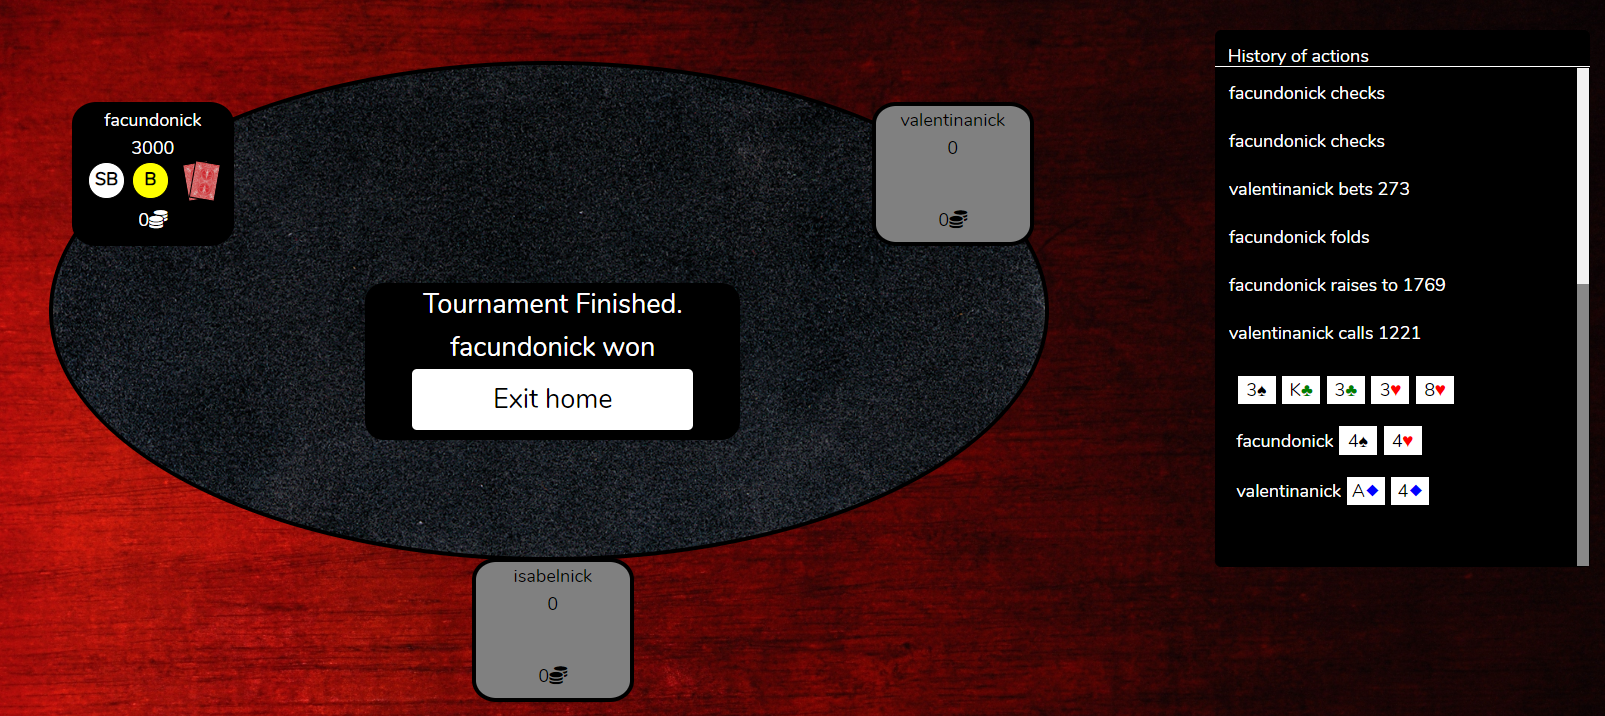 facundonick
3000
SB B
0
valentinanick
0
0
Tournament Finished.
facundonick won
Exit home
isabelnick
0
0
History of actions
facundonick checks
facundonick checks
valentinanick bets 273
facundonick folds
facundonick raises to 1769
valentinanick calls 1221
3♠ K♣ 3♣ 3♥ 8♥
facundonick 4♠ 4♥
valentinanick A♦ 4♦